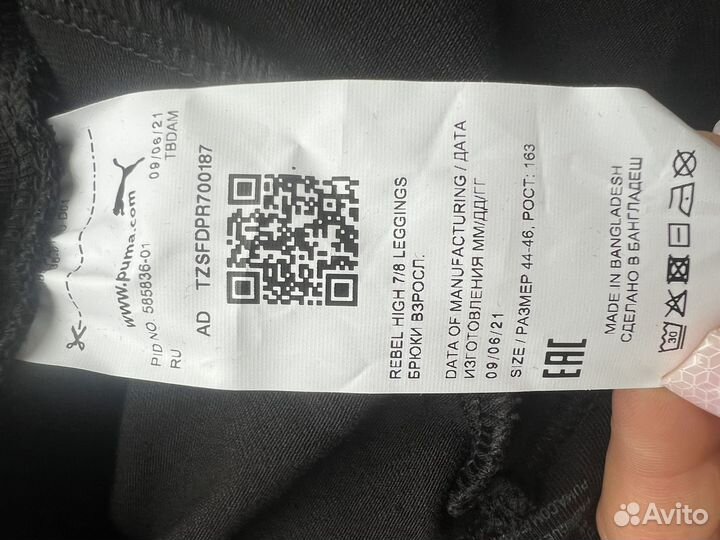 www.puma.com
PID NO. 585836-01
RU
09/06/21
TBDAM
AD TZSFDPR700187
REBEL HIGH 7/8 LEGGINGS
БРЮКИ ВЗРОСЛ.
DATA OF MANUFACTURING / ДАТА
ИЗГОТОВЛЕНИЯ ММ/ДД/ГГ
09/06/21
SIZE / РАЗМЕР 44-46, РОСТ: 163
EAC
MADE IN BANGLADESH
СДЕЛАНО В БАНГЛАДЕШ
30
Avito